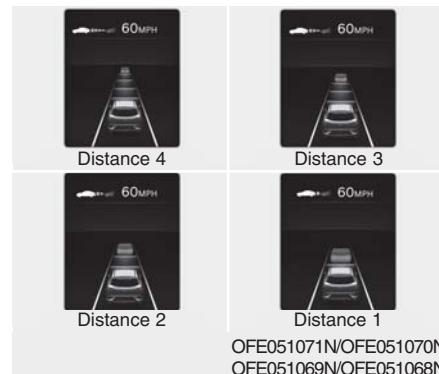 60MPH
60MPH
Distance 4
Distance 3
60MPH
60MPH
Distance 2
Distance 1
OFE051071N/OFE051070N
OFE051069N/OFE051068N